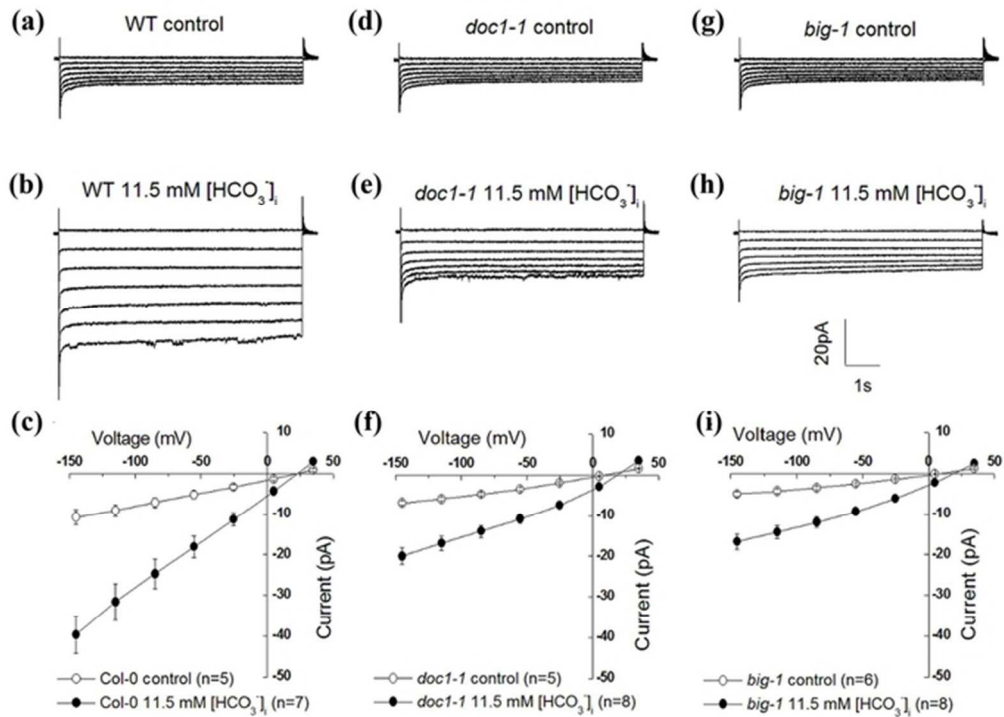 (a) WT control
(d) doc1-1 control
(g) big-1 control
(b) WT 11.5 mM [HCO₃⁻]ᵢ
(e) doc1-1 11.5 mM [HCO₃⁻]ᵢ
(h) big-1 11.5 mM [HCO₃⁻]ᵢ
20pA
1s
(c)
Voltage (mV)
-150 -100 -50 0 50
10
-10
-20
-30
-40
-50
Current (pA)
Col-0 control (n=5)
Col-0 11.5 mM [HCO₃⁻]ᵢ (n=7)
(f)
Voltage (mV)
-150 -100 -50 0 50
10
-10
-20
-30
-40
-50
Current (pA)
doc1-1 control (n=5)
doc1-1 11.5 mM [HCO₃⁻]ᵢ (n=8)
(i)
Voltage (mV)
-150 -100 -50 0 50
10
-10
-20
-30
-40
-50
Current (pA)
big-1 control (n=6)
big-1 11.5 mM [HCO₃⁻]ᵢ (n=8)